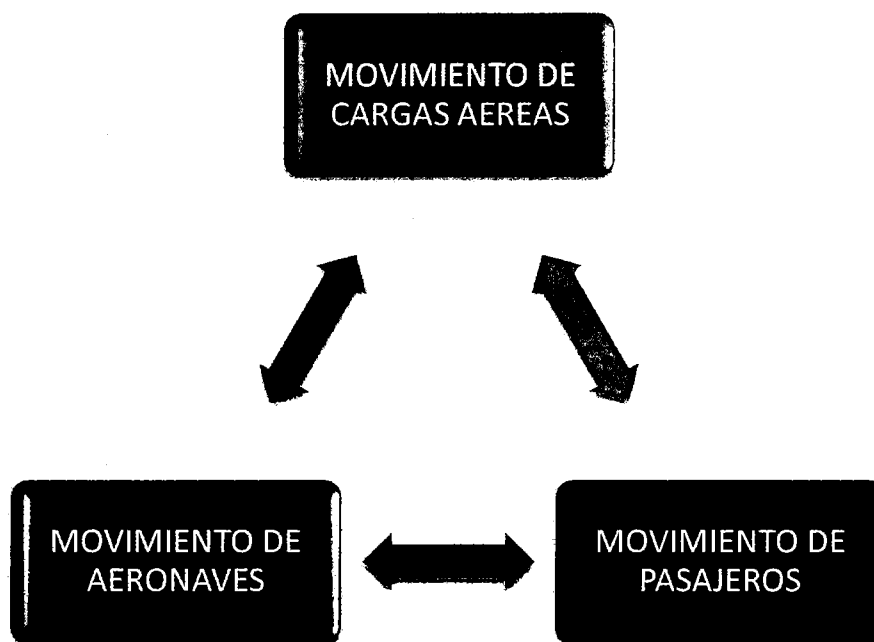 MOVIMIENTO DE
CARGAS AEREAS
MOVIMIENTO DE
AERONAVES
MOVIMIENTO DE
PASAJEROS